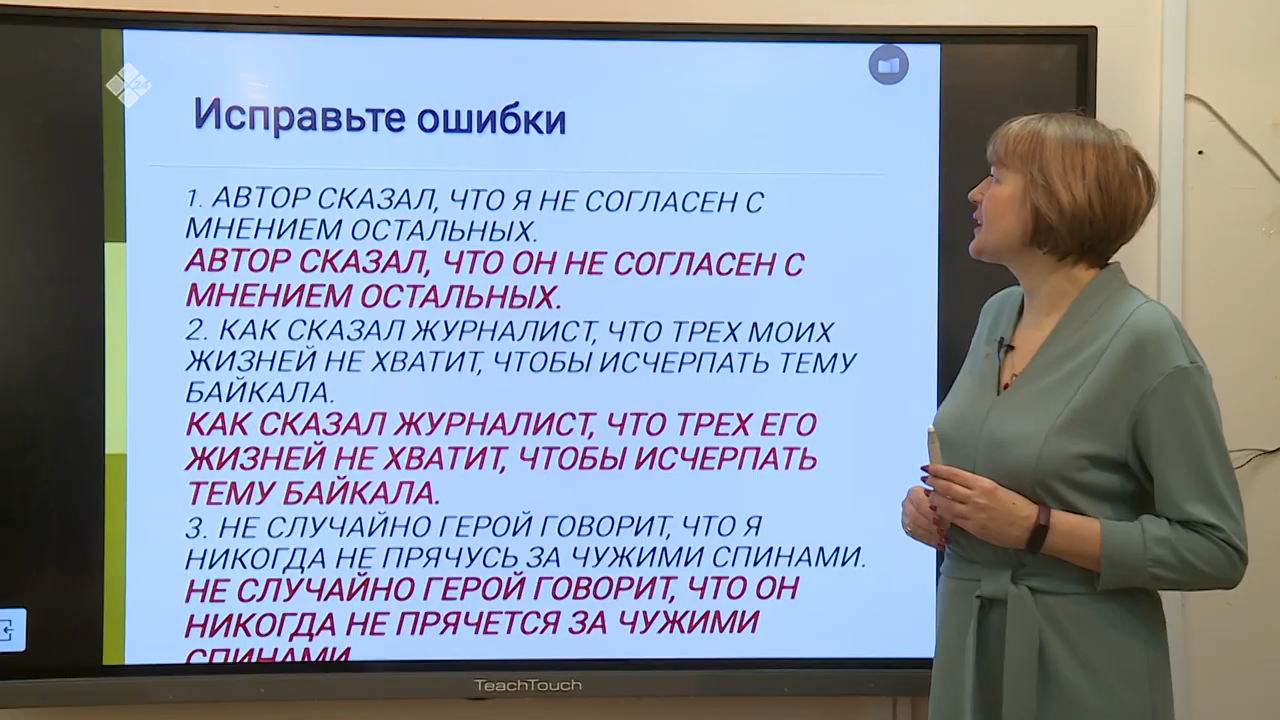 Исправьте ошибки
1. АВТОР СКАЗАЛ, ЧТО Я НЕ СОГЛАСЕН С
МНЕНИЕМ ОСТАЛЬНЫХ.
АВТОР СКАЗАЛ, ЧТО ОН НЕ СОГЛАСЕН С
МНЕНИЕМ ОСТАЛЬНЫХ.
2. КАК СКАЗАЛ ЖУРНАЛИСТ, ЧТО ТРЕХ МОИХ
ЖИЗНЕЙ НЕ ХВАТИТ, ЧТОБЫ ИСЧЕРПАТЬ ТЕМУ
БАЙКАЛА.
КАК СКАЗАЛ ЖУРНАЛИСТ, ЧТО ТРЕХ ЕГО
ЖИЗНЕЙ НЕ ХВАТИТ, ЧТОБЫ ИСЧЕРПАТЬ
ТЕМУ БАЙКАЛА.
3. НЕ СЛУЧАЙНО ГЕРОЙ ГОВОРИТ, ЧТО Я
НИКОГДА НЕ ПРЯЧУСЬ ЗА ЧУЖИМИ СПИНАМИ.
НЕ СЛУЧАЙНО ГЕРОЙ ГОВОРИТ, ЧТО ОН
НИКОГДА НЕ ПРЯЧЕТСЯ ЗА ЧУЖИМИ
СПИНАМИ
TeachTouch